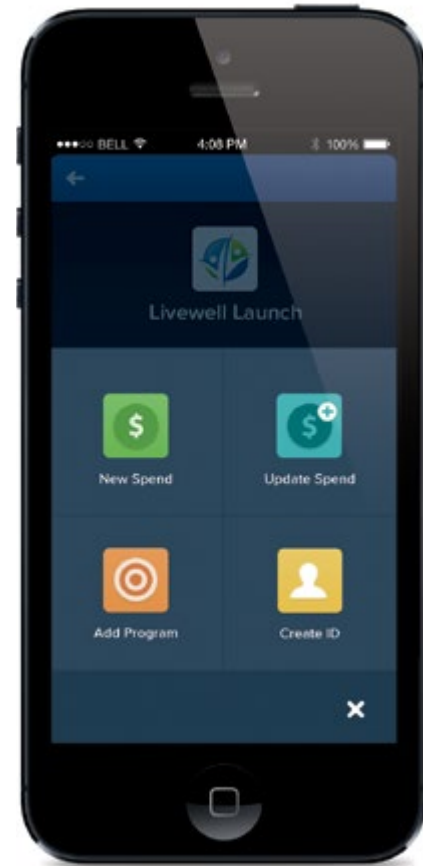 BELL 4:08 PM 100%
Livewell Launch
New Spend Update Spend
Add Program Create ID